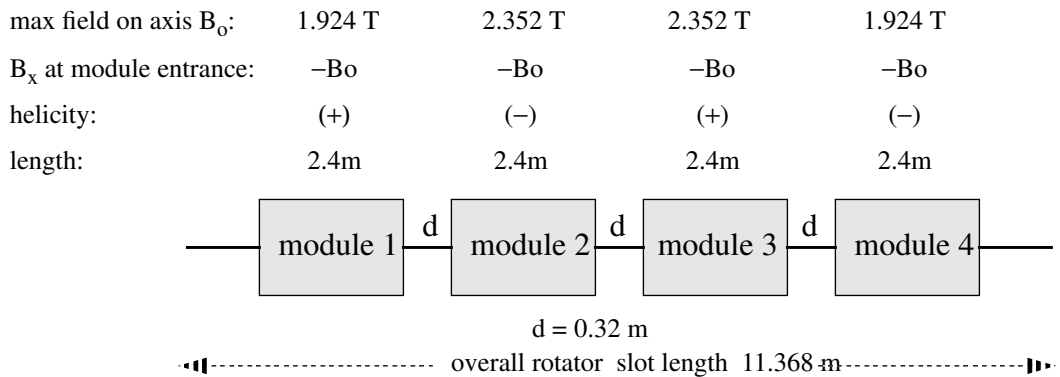 max field on axis Bo: 1.924 T 2.352 T 2.352 T 1.924 T
Bx at module entrance: −Bo −Bo −Bo −Bo
helicity: (+) (−) (+) (−)
length: 2.4m 2.4m 2.4m 2.4m
module 1 d module 2 d module 3 d module 4
d = 0.32 m
overall rotator slot length 11.368 m